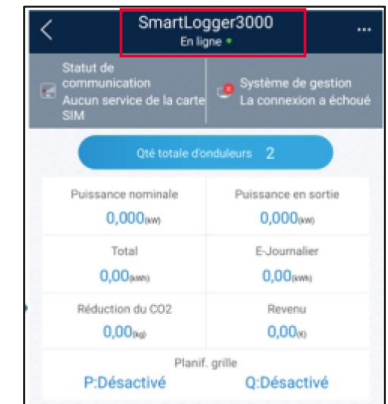 SmartLogger3000
En ligne
Statut de
communication
Aucun service de la carte
SIM
Système de gestion
La connexion a échoué
Qté totale d'onduleurs 2
Puissance nominale
Puissance en sortie
0,000(kW)
0,000(kW)
Total
E-Journalier
0,00(kWh)
0,00(kWh)
Réduction du CO2
Revenu
0,00(kg)
0,00(€)
Planif. grille
P:Désactivé
Q:Désactivé